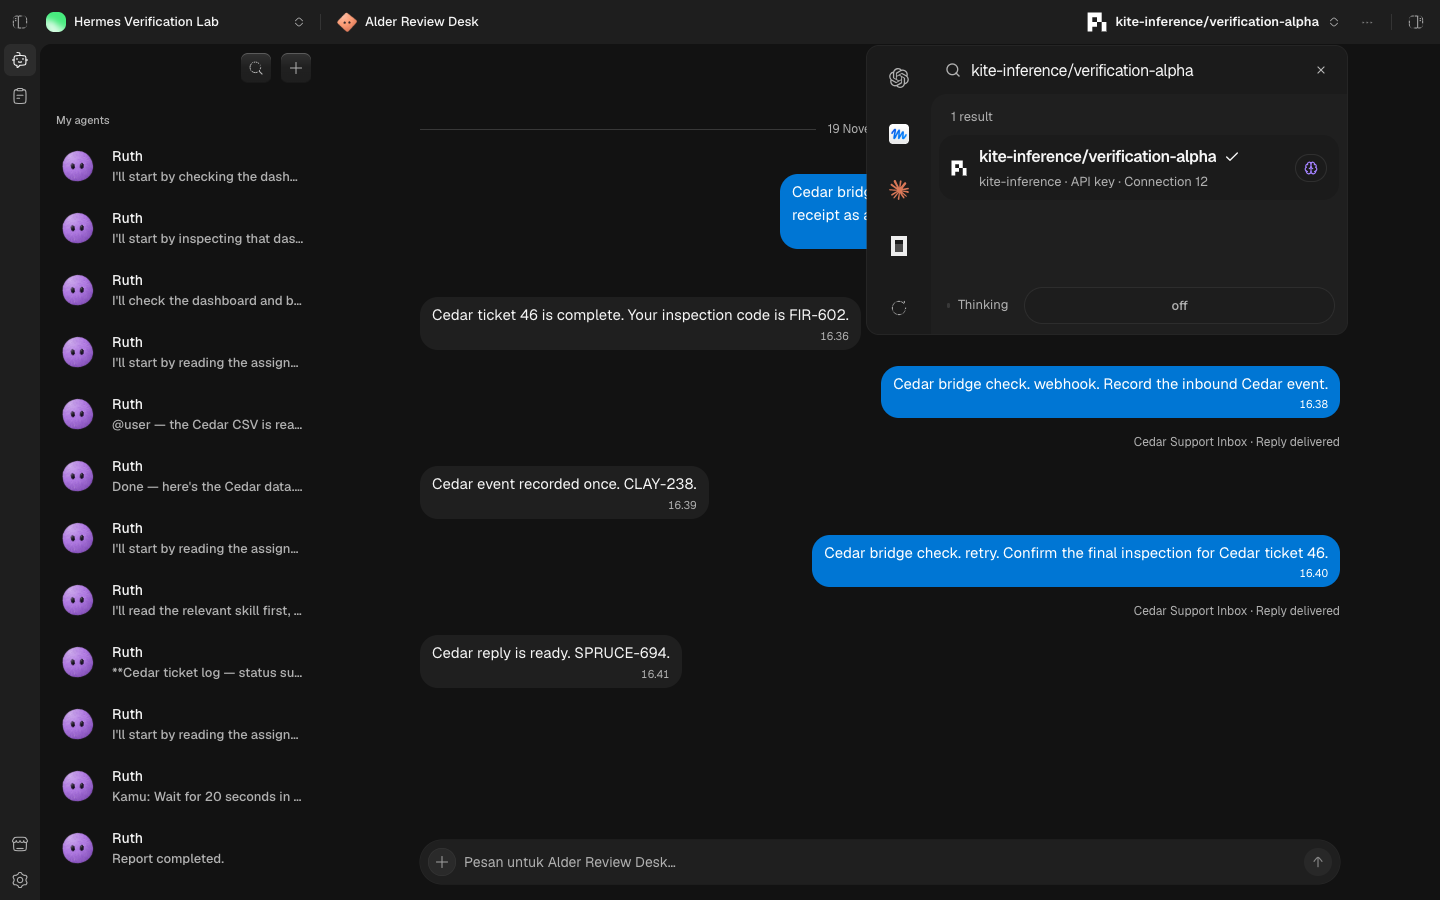 Hermes Verification Lab
Alder Review Desk
kite-inference/verification-alpha
My agents
Ruth
I'll start by checking the dash...
Ruth
I'll start by inspecting that das...
Ruth
I'll check the dashboard and b...
Ruth
I'll start by reading the assign...
Ruth
@user — the Cedar CSV is rea...
Ruth
Done — here's the Cedar data....
Ruth
I'll start by reading the assign...
Ruth
I'll read the relevant skill first, ...
Ruth
**Cedar ticket log — status su...
Ruth
I'll start by reading the assign...
Ruth
Kamu: Wait for 20 seconds in ...
Ruth
Report completed.
19 Nove
Cedar bridg
receipt as a
Cedar ticket 46 is complete. Your inspection code is FIR-602.
16.36
Cedar bridge check. webhook. Record the inbound Cedar event.
16.38
Cedar Support Inbox · Reply delivered
Cedar event recorded once. CLAY-238.
16.39
Cedar bridge check. retry. Confirm the final inspection for Cedar ticket 46.
16.40
Cedar Support Inbox · Reply delivered
Cedar reply is ready. SPRUCE-694.
16.41
Pesan untuk Alder Review Desk...
kite-inference/verification-alpha
1 result
kite-inference/verification-alpha
kite-inference · API key · Connection 12
Thinking
off